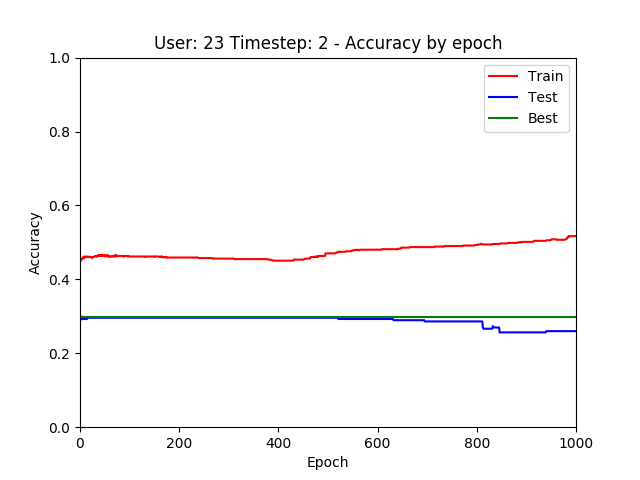 User: 23 Timestep: 2 - Accuracy by epoch
1.0
0.8
0.6
0.4
0.2
0.0
Accuracy
Train
Test
Best
0 200 400 600 800 1000
Epoch